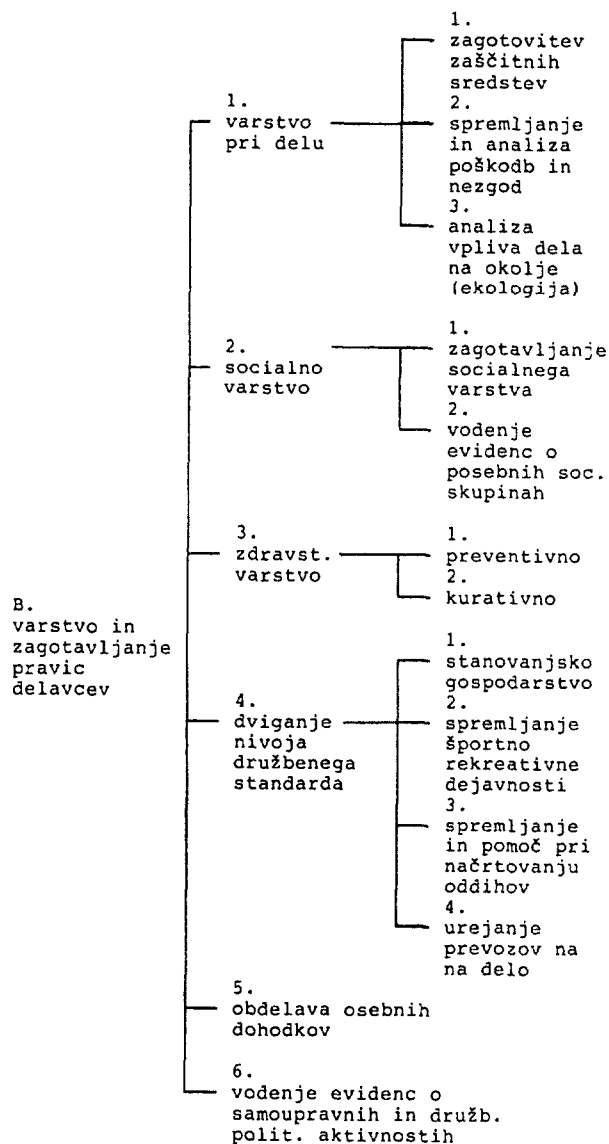 B.
varstvo in
zagotavljanje
pravic
delavcev
1.
varstvo
pri delu
1.
zagotovitev
zaščitnih
sredstev
2.
spremljanje
in analiza
poškodb in
nezgod
3.
analiza
vpliva dela
na okolje
(ekologija)
2.
socialno
varstvo
1.
zagotavljanje
socialnega
varstva
2.
vodenje
evidenc o
posebnih soc.
skupinah
3.
zdravst.
varstvo
1.
preventivno
2.
kurativno
4.
dviganje
nivoja
družbenega
standarda
1.
stanovanjsko
gospodarstvo
2.
spremljanje
športno
rekreativne
dejavnosti
3.
spremljanje
in pomoč pri
načrtovanju
oddihov
4.
urejanje
prevozov na
na delo
5.
obdelava osebnih
dohodkov
6.
vodenje evidenc o
samoupravnih in družb.
polit. aktivnostih